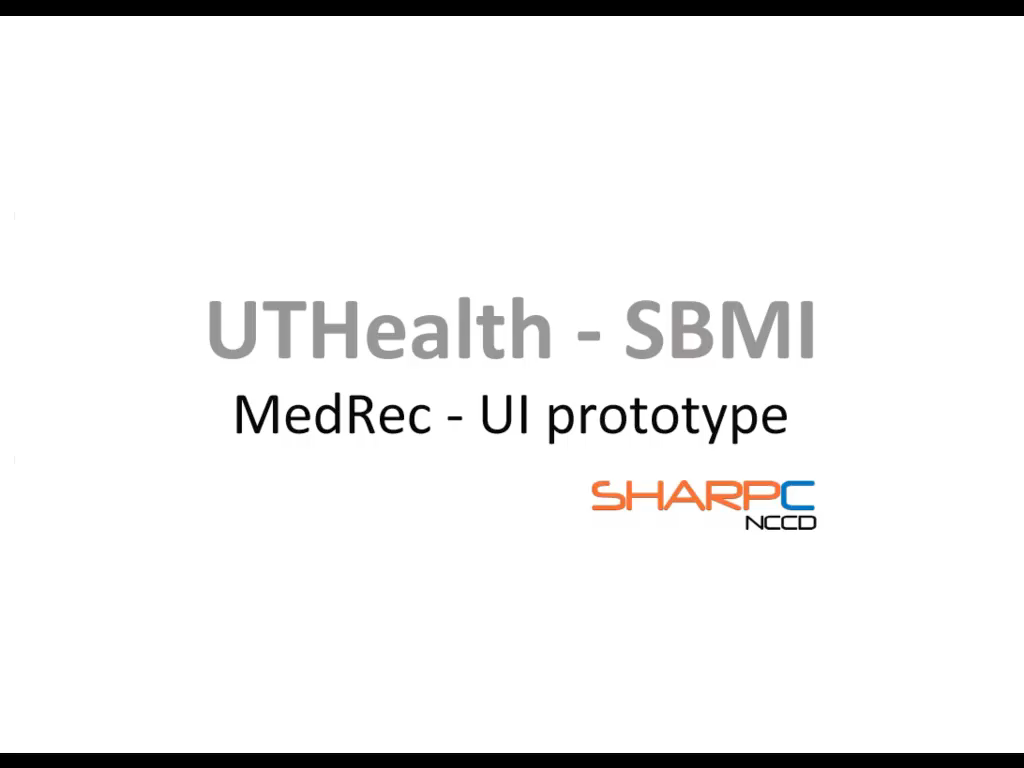 UTHealth - SBMI
MedRec - UI prototype
SHARPC
NCCD